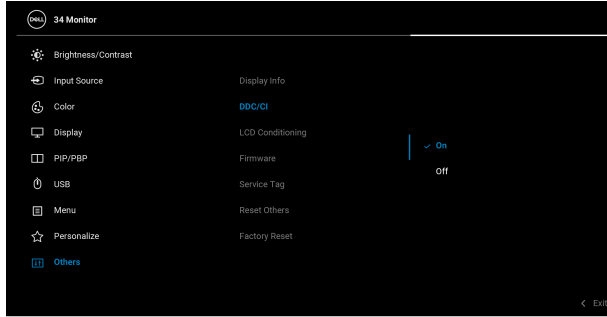 DELL
34 Monitor
Brightness/Contrast
Input Source
Color
Display
PIP/PBP
USB
Menu
Personalize
Others
Display Info
DDC/CI
LCD Conditioning
Firmware
Service Tag
Reset Others
Factory Reset
On
Off
Exit